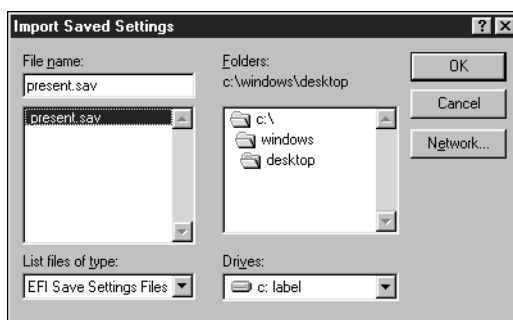 Import Saved Settings
File name:
present.sav
present.sav
List files of type:
EFI Save Settings Files
Folders:
c:\windows\desktop
c:\
windows
desktop
Drives:
c: label
OK
Cancel
Network...